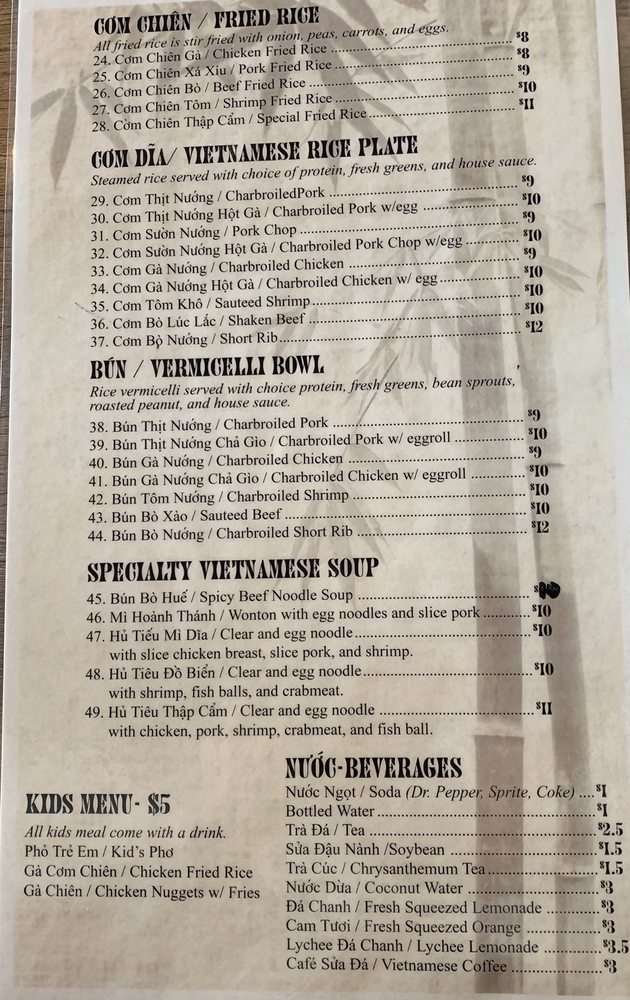 CƠM CHIÊN / FRIED RICE
All fried rice is stir fried with onion, peas, carrots, and eggs.
24. Cơm Chiên Gà / Chicken Fried Rice $8
25. Cơm Chiên Xá Xíu / Pork Fried Rice $8
26. Cơm Chiên Bò / Beef Fried Rice $9
27. Cơm Chiên Tôm / Shrimp Fried Rice $10
28. Cờm Chiên Thập Cẩm / Special Fried Rice $11
CƠM DĨA/ VIETNAMESE RICE PLATE
Steamed rice served with choice of protein, fresh greens, and house sauce.
29. Cơm Thịt Nướng / CharbroiledPork $9
30. Cơm Thịt Nướng Hột Gà / Charbroiled Pork w/egg $10
31. Cơm Sườn Nướng / Pork Chop $9
32. Cơm Sườn Nướng Hột Gà / Charbroiled Pork Chop w/egg $10
33. Cơm Gà Nướng / Charbroiled Chicken $9
34. Cơm Gà Nướng Hột Gà / Charbroiled Chicken w/ egg $10
35. Cơm Tôm Khô / Sauteed Shrimp $10
36. Cơm Bò Lúc Lắc / Shaken Beef $10
37. Cơm Bò Nướng / Short Rib $12
BÚN / VERMICELLI BOWL
Rice vermicelli served with choice protein, fresh greens, bean sprouts,
roasted peanut, and house sauce.
38. Bún Thịt Nướng / Charbroiled Pork $9
39. Bún Thịt Nướng Chả Gìo / Charbroiled Pork w/ eggroll $10
40. Bún Gà Nướng / Charbroiled Chicken $9
41. Bún Gà Nướng Chả Gìo / Charbroiled Chicken w/ eggroll $10
42. Bún Tôm Nướng / Charbroiled Shrimp $10
43. Bún Bò Xào / Sauteed Beef $10
44. Bún Bò Nướng / Charbroiled Short Rib $12
SPECIALTY VIETNAMESE SOUP
45. Bún Bò Huế / Spicy Beef Noodle Soup
46. Mì Hoành Thánh / Wonton with egg noodles and slice pork $10
47. Hủ Tiếu Mì Dĩa / Clear and egg noodle $10
with slice chicken breast, slice pork, and shrimp.
48. Hủ Tiêu Đồ Biển / Clear and egg noodle $10
with shrimp, fish balls, and crabmeat.
49. Hủ Tiêu Thập Cẩm / Clear and egg noodle $11
with chicken, pork, shrimp, crabmeat, and fish ball.
KIDS MENU- $5
All kids meal come with a drink.
Phở Trẻ Em / Kid's Phơ
Gà Cơm Chiên / Chicken Fried Rice
Gà Chiên / Chicken Nuggets w/ Fries
NƯỚC-BEVERAGES
Nước Ngọt / Soda (Dr. Pepper, Sprite, Coke) $1
Bottled Water $1
Trà Đá / Tea $2.5
Sửa Đậu Nành /Soybean $1.5
Trà Cúc / Chrysanthemum Tea $1.5
Nước Dừa / Coconut Water $3
Đá Chanh / Fresh Squeezed Lemonade $3
Cam Tươi / Fresh Squeezed Orange $3
Lychee Đá Chanh / Lychee Lemonade $3.5
Café Sửa Đá / Vietnamese Coffee $3